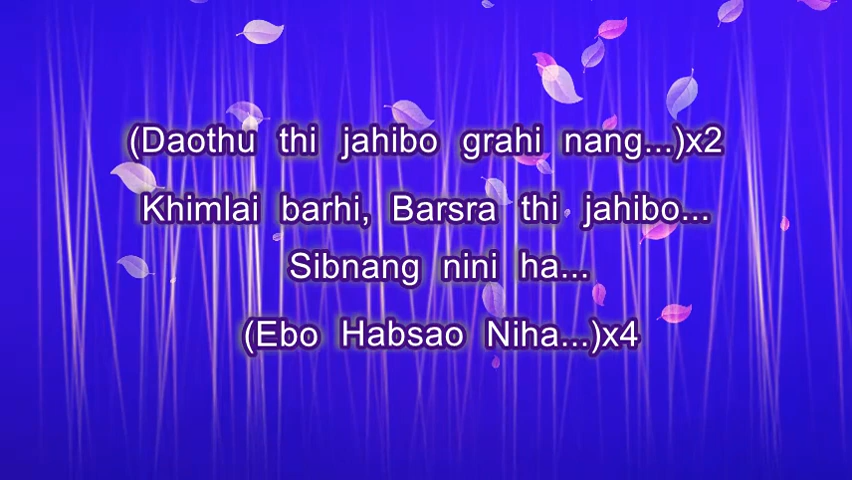 (Daothu thi jahibo grahi nang...)x2
Khimlai barhi, Barsra thi jahibo...
Sibnang nini ha...
(Ebo Habsao Niha...)x4